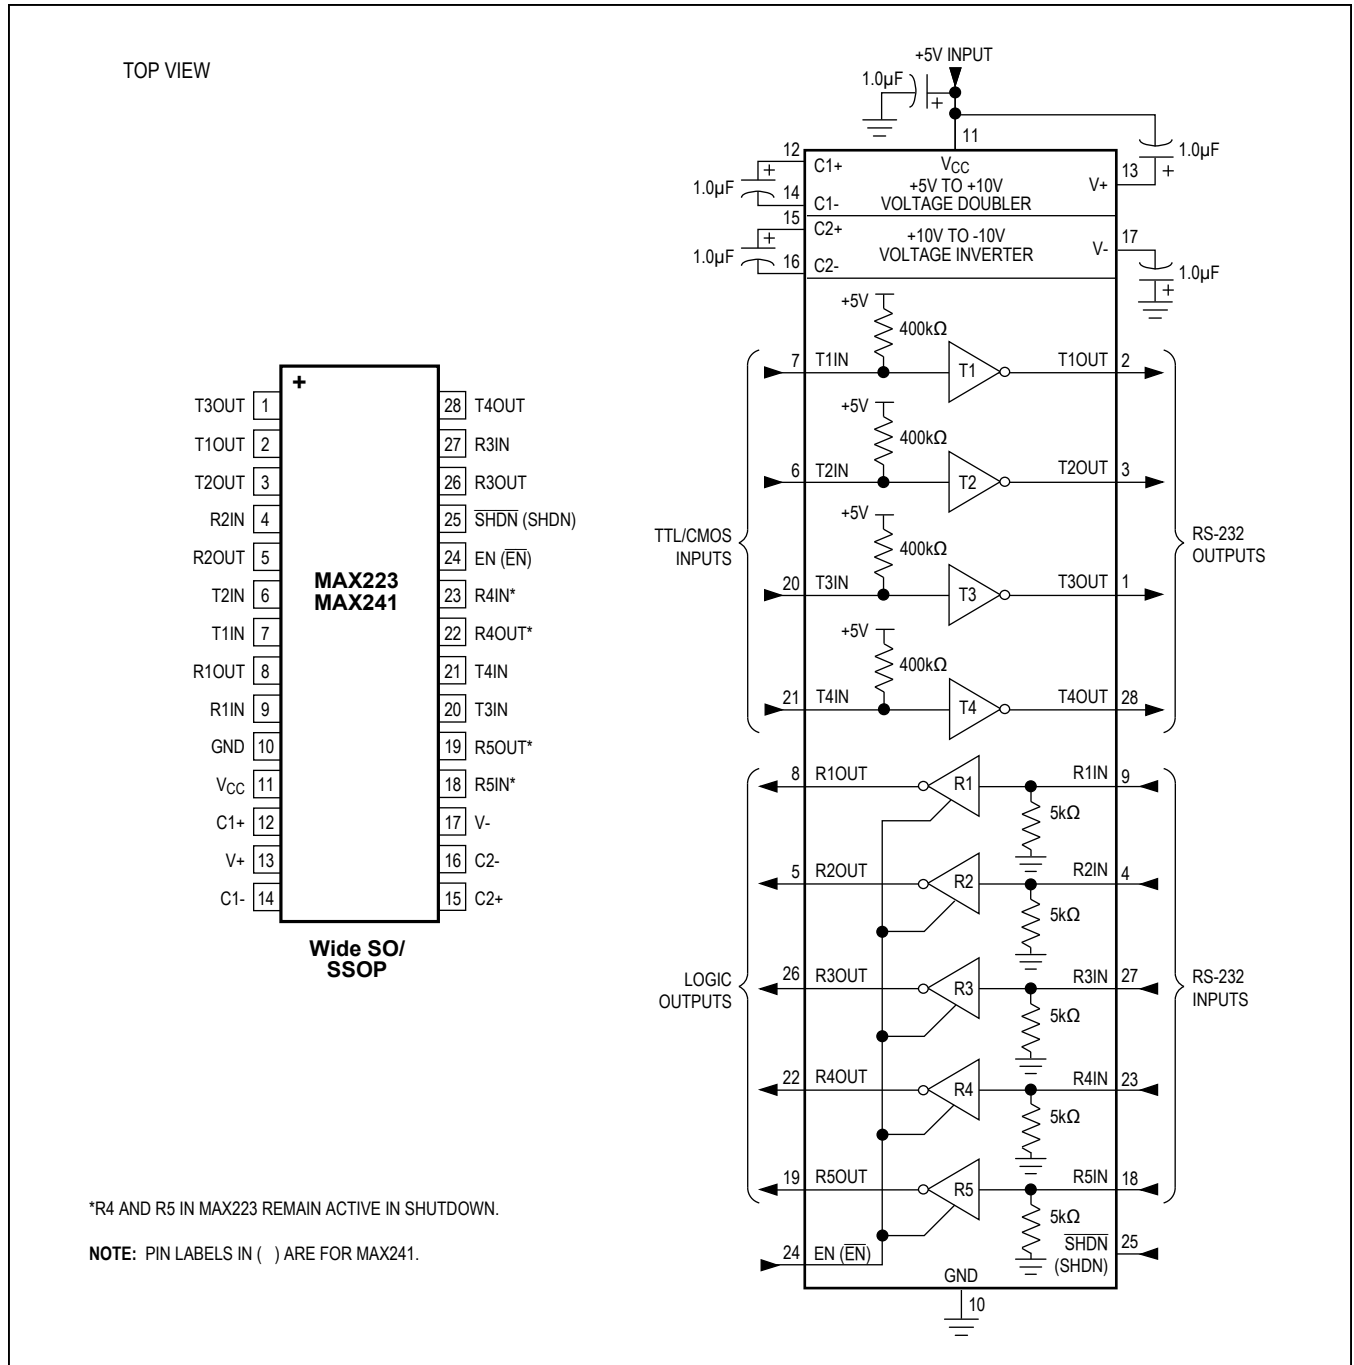 TOP VIEW
+
T3OUT 1
T1OUT 2
T2OUT 3
R2IN 4
R2OUT 5
T2IN 6
T1IN 7
R1OUT 8
R1IN 9
GND 10
VCC 11
C1+ 12
V+ 13
C1- 14
MAX223
MAX241
28 T4OUT
27 R3IN
26 R3OUT
25 S̅H̅D̅N̅ (SHDN)
24 EN (E̅N̅)
23 R4IN*
22 R4OUT*
21 T4IN
20 T3IN
19 R5OUT*
18 R5IN*
17 V-
16 C2-
15 C2+
Wide SO/
SSOP
*R4 AND R5 IN MAX223 REMAIN ACTIVE IN SHUTDOWN.
NOTE: PIN LABELS IN ( ) ARE FOR MAX241.
+5V INPUT
1.0µF
+
11
1.0µF
+
12 C1+
VCC
+5V TO +10V
VOLTAGE DOUBLER
V+ 13
1.0µF
+
14 C1-
15 C2+
+10V TO -10V
VOLTAGE INVERTER
V- 17
1.0µF
+
16 C2-
1.0µF
+
+5V
400kΩ
7 T1IN T1 T1OUT 2
+5V
400kΩ
6 T2IN T2 T2OUT 3
TTL/CMOS
INPUTS
RS-232
OUTPUTS
+5V
400kΩ
20 T3IN T3 T3OUT 1
+5V
400kΩ
21 T4IN T4 T4OUT 28
8 R1OUT R1 R1IN 9
5kΩ
5 R2OUT R2 R2IN 4
5kΩ
LOGIC
OUTPUTS
RS-232
INPUTS
26 R3OUT R3 R3IN 27
5kΩ
22 R4OUT R4 R4IN 23
5kΩ
19 R5OUT R5 R5IN 18
5kΩ
24 EN (E̅N̅)
S̅H̅D̅N̅ 25
(SHDN)
GND
10